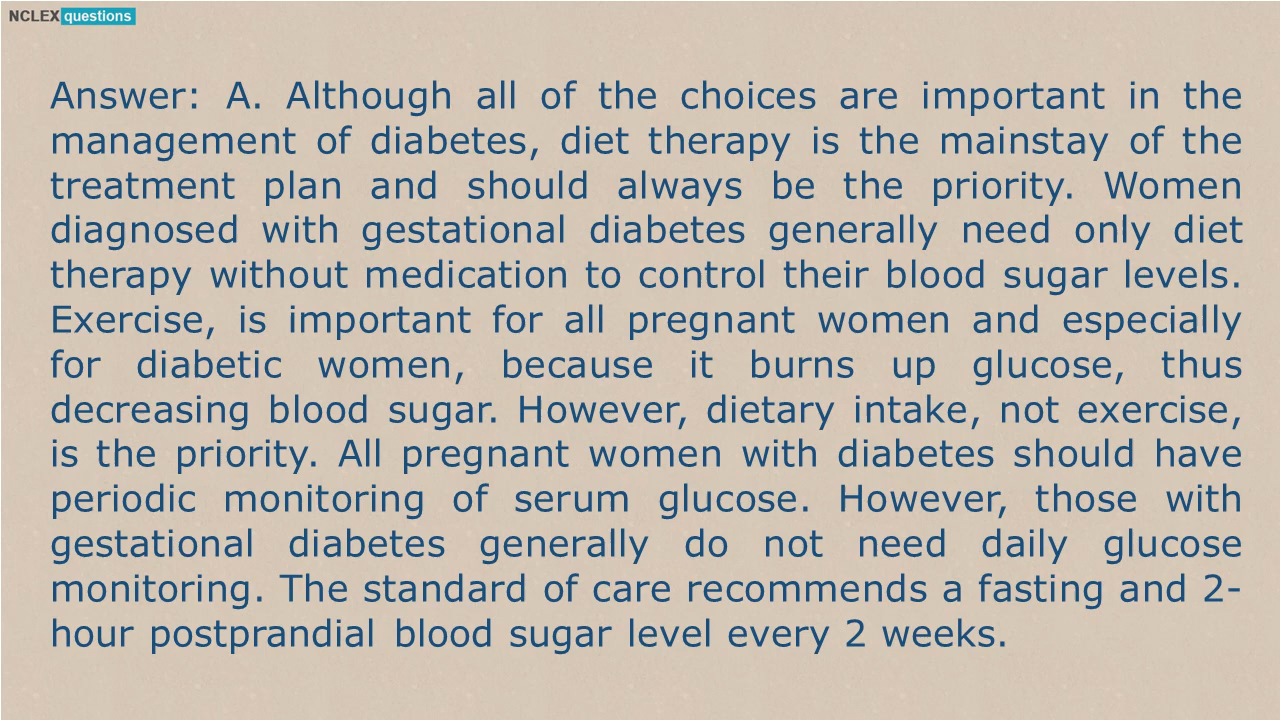 NCLEX questions
Answer: A. Although all of the choices are important in the
management of diabetes, diet therapy is the mainstay of the
treatment plan and should always be the priority. Women
diagnosed with gestational diabetes generally need only diet
therapy without medication to control their blood sugar levels.
Exercise, is important for all pregnant women and especially
for diabetic women, because it burns up glucose, thus
decreasing blood sugar. However, dietary intake, not exercise,
is the priority. All pregnant women with diabetes should have
periodic monitoring of serum glucose. However, those with
gestational diabetes generally do not need daily glucose
monitoring. The standard of care recommends a fasting and 2-
hour postprandial blood sugar level every 2 weeks.